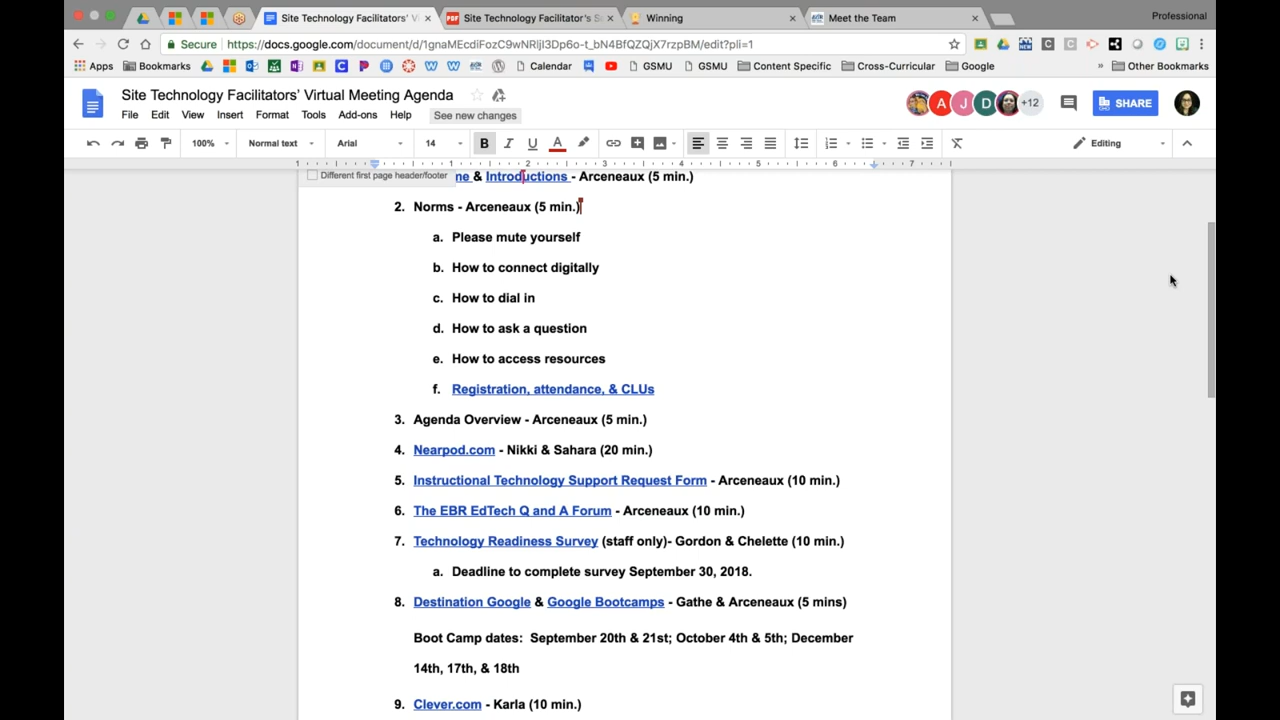 Professional
Site Technology Facilitators' V
Site Technology Facilitator's S
Winning
Meet the Team
Secure https://docs.google.com/document/d/1gnaMEcdiFozC9wNRijI3Dp6o-t_bN4BfQZQjX7rzpBM/edit?pli=1
Apps Bookmarks Calendar GSMU GSMU Content Specific Cross-Curricular Google » Other Bookmarks
Site Technology Facilitators' Virtual Meeting Agenda
A J D +12 SHARE
File Edit View Insert Format Tools Add-ons Help See new changes
100% Normal text Arial 14 B I U A Editing
1 1 2 3 4 5 6 7
Different first page header/footer
ne & Introductions - Arceneaux (5 min.)
2. Norms - Arceneaux (5 min.)
a. Please mute yourself
b. How to connect digitally
c. How to dial in
d. How to ask a question
e. How to access resources
f. Registration, attendance, & CLUs
3. Agenda Overview - Arceneaux (5 min.)
4. Nearpod.com - Nikki & Sahara (20 min.)
5. Instructional Technology Support Request Form - Arceneaux (10 min.)
6. The EBR EdTech Q and A Forum - Arceneaux (10 min.)
7. Technology Readiness Survey (staff only)- Gordon & Chelette (10 min.)
a. Deadline to complete survey September 30, 2018.
8. Destination Google & Google Bootcamps - Gathe & Arceneaux (5 mins)
Boot Camp dates: September 20th & 21st; October 4th & 5th; December
14th, 17th, & 18th
9. Clever.com - Karla (10 min.)